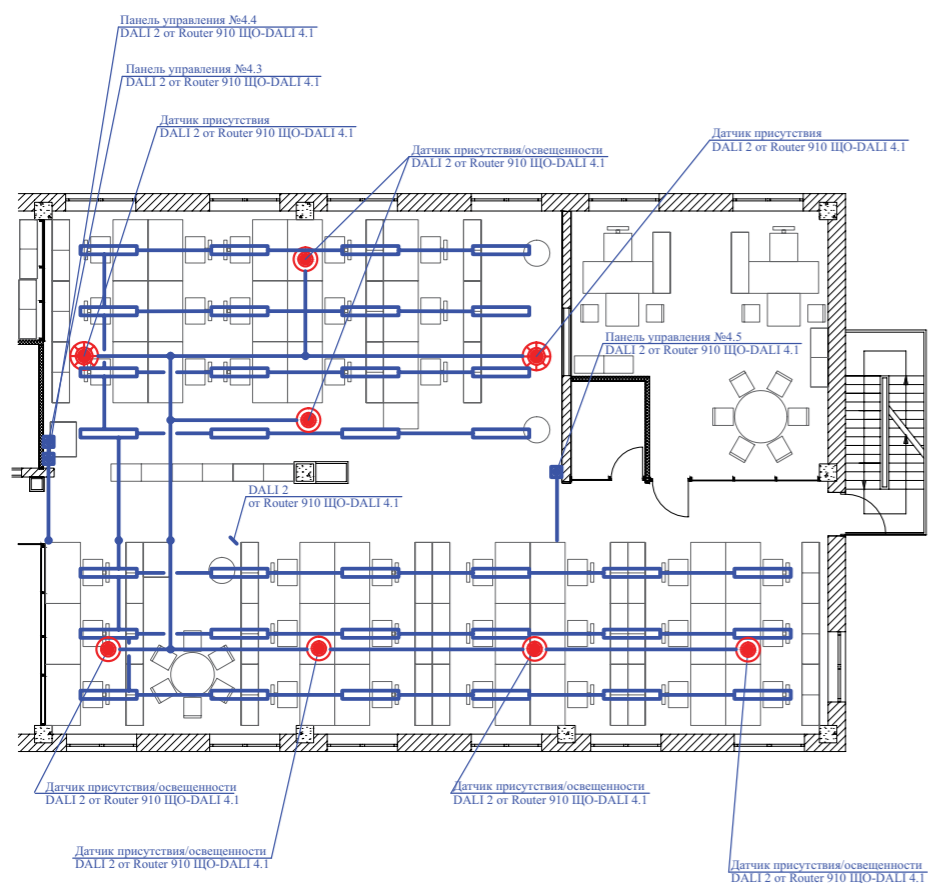 Панель управления №4.4
DALI 2 от Router 910 ЩО-DALI 4.1
Панель управления №4.3
DALI 2 от Router 910 ЩО-DALI 4.1
Датчик присутствия
DALI 2 от Router 910 ЩО-DALI 4.1
Датчик присутствия/освещенности
DALI 2 от Router 910 ЩО-DALI 4.1
Датчик присутствия
DALI 2 от Router 910 ЩО-DALI 4.1
Панель управления №4.5
DALI 2 от Router 910 ЩО-DALI 4.1
DALI 2
от Router 910 ЩО-DALI 4.1
Датчик присутствия/освещенности
DALI 2 от Router 910 ЩО-DALI 4.1
Датчик присутствия/освещенности
DALI 2 от Router 910 ЩО-DALI 4.1
Датчик присутствия/освещенности
DALI 2 от Router 910 ЩО-DALI 4.1
Датчик присутствия/освещенности
DALI 2 от Router 910 ЩО-DALI 4.1